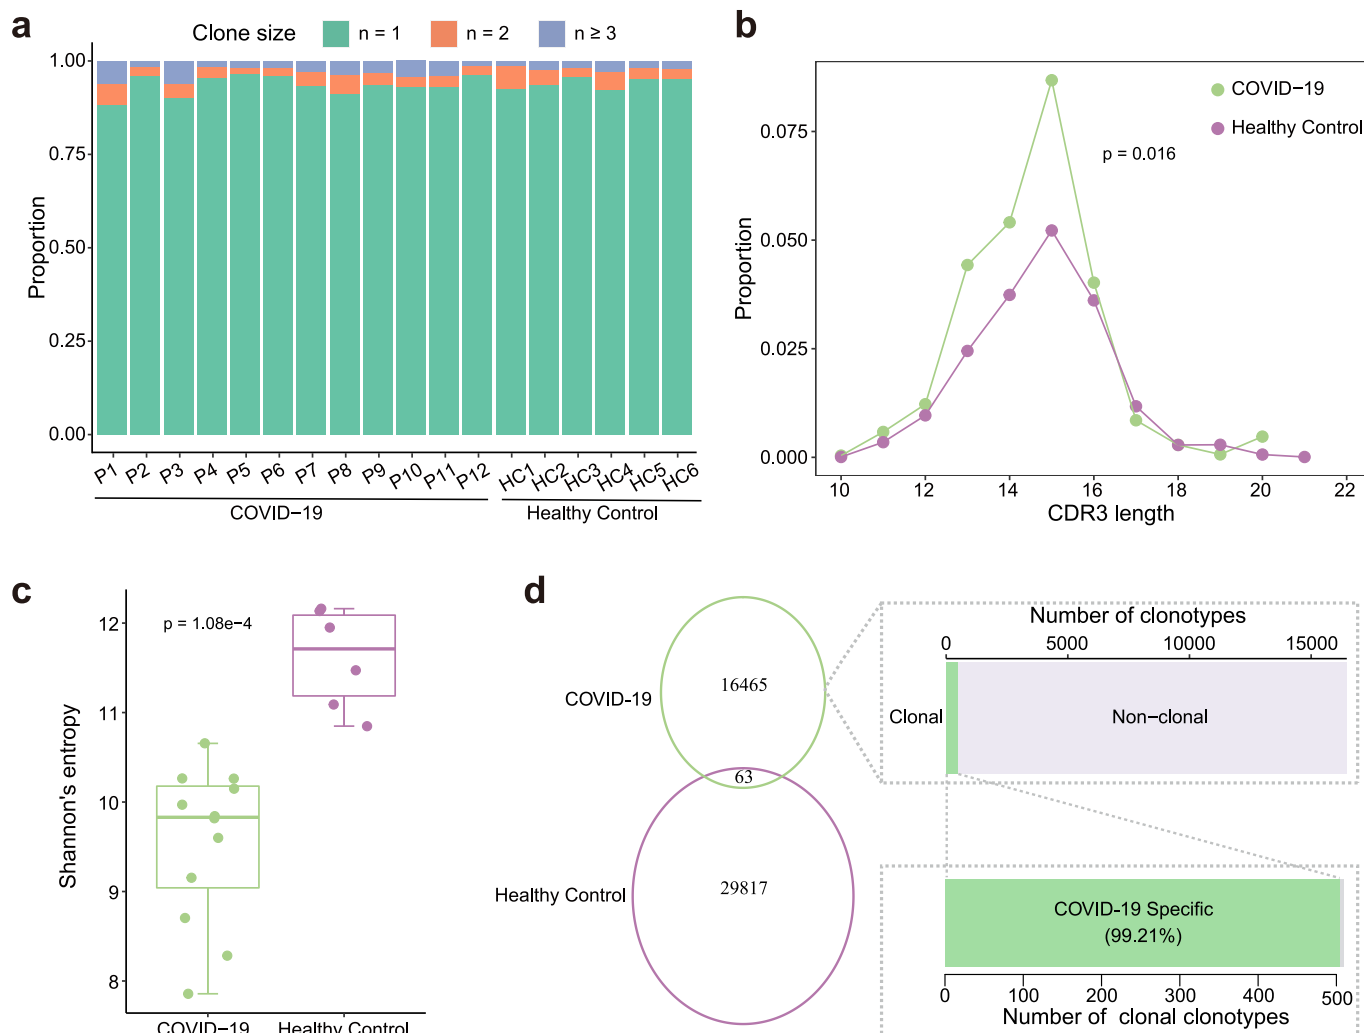 a
Clone size
n = 1
n = 2
n ≥ 3
Proportion
1.00
0.75
0.50
0.25
0.00
P1 P2 P3 P4 P5 P6 P7 P8 P9 P10 P11 P12 HC1 HC2 HC3 HC4 HC5 HC6
COVID−19
Healthy Control
b
COVID−19
Healthy Control
p = 0.016
Proportion
0.075
0.050
0.025
0.000
10 12 14 16 18 20 22
CDR3 length
c
p = 1.08e−4
Shannon's entropy
12
11
10
9
8
COVID−19 Healthy Control
d
COVID-19
16465
63
Healthy Control
29817
Number of clonotypes
0 5000 10000 15000
Clonal
Non−clonal
COVID-19 Specific
(99.21%)
0 100 200 300 400 500
Number of clonal clonotypes